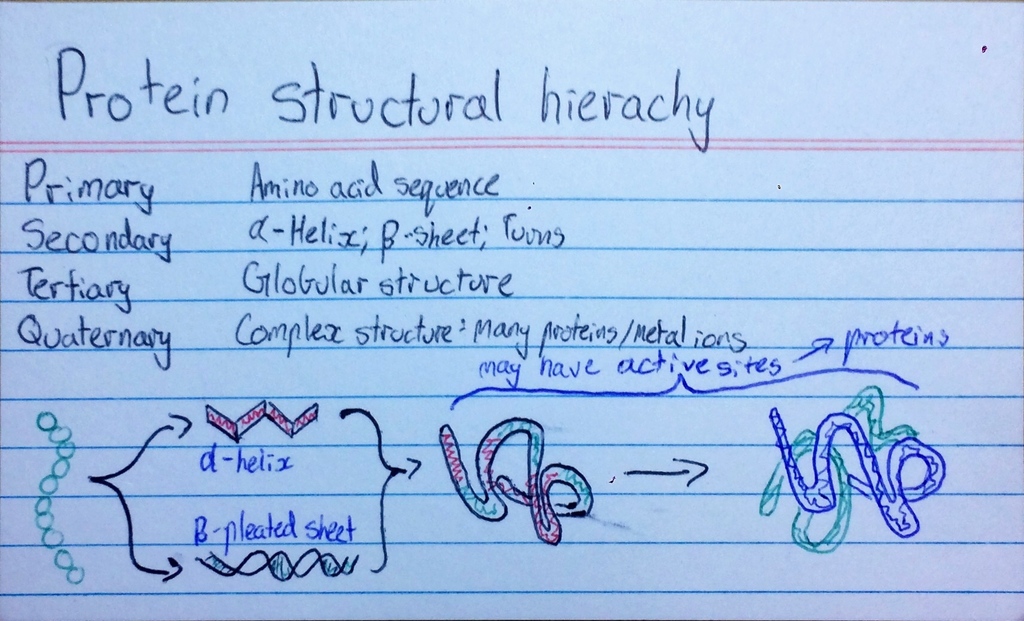 Protein structural hierachy
Primary Amino acid sequence
Secondary α-Helix; β-sheet; Turns
Tertiary Globular structure
Quaternary Complex structure: Many proteins/metal ions
may have active sites → proteins
α-helix
β-pleated sheet